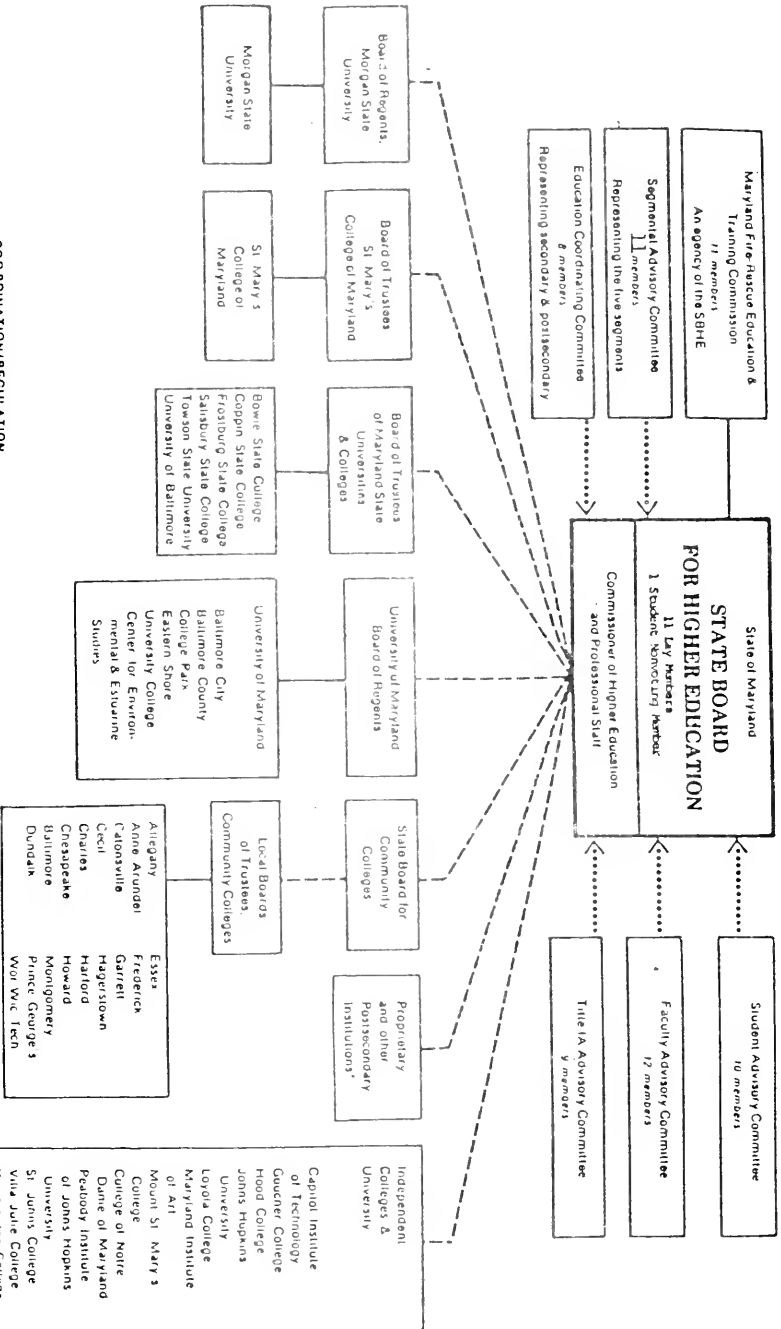 State of Maryland
STATE BOARD
FOR HIGHER EDUCATION
11 Lay Members
1 Student Nonvoting Member
Commissioner of Higher Education
and Professional Staff
Maryland Fire-Rescue Education &
Training Commission
11 members
An agency of the SBHE
Segmental Advisory Committee
11 members
Representing the five segments
Education Coordinating Committee
8 members
Representing secondary & postsecondary
Student Advisory Committee
10 members
Faculty Advisory Committee
12 members
Title IA Advisory Committee
9 members
Board of Regents,
Morgan State
University
Morgan State
University
Board of Trustees
St Mary's
College of Maryland
St Mary's
College of
Maryland
Board of Trustees
of Maryland State
Universities
& Colleges
Bowie State College
Coppin State College
Frostburg State College
Salisbury State College
Towson State University
University of Baltimore
University of Maryland
Board of Regents
University of Maryland
Baltimore City
Baltimore County
College Park
Eastern Shore
University College
Center for Environ-
mental & Estuarine
Studies
State Board for
Community
Colleges
Local Boards
of Trustees,
Community Colleges
Allegany
Anne Arundel
Catonsville
Cecil
Charles
Chesapeake
Baltimore
Dundalk
Essex
Frederick
Garrett
Hagerstown
Harford
Howard
Montgomery
Prince George's
Wor Wic Tech
Proprietary
and other
Postsecondary
Institutions*
Independent
Colleges &
University
Capitol Institute
of Technology
Goucher College
Hood College
Johns Hopkins
University
Loyola College
Maryland Institute
of Art
Mount St Mary's
College
College of Notre
Dame of Maryland
Peabody Institute
of Johns Hopkins
University
St Johns College
Villa Julie College
COORDINATION/REGULATION